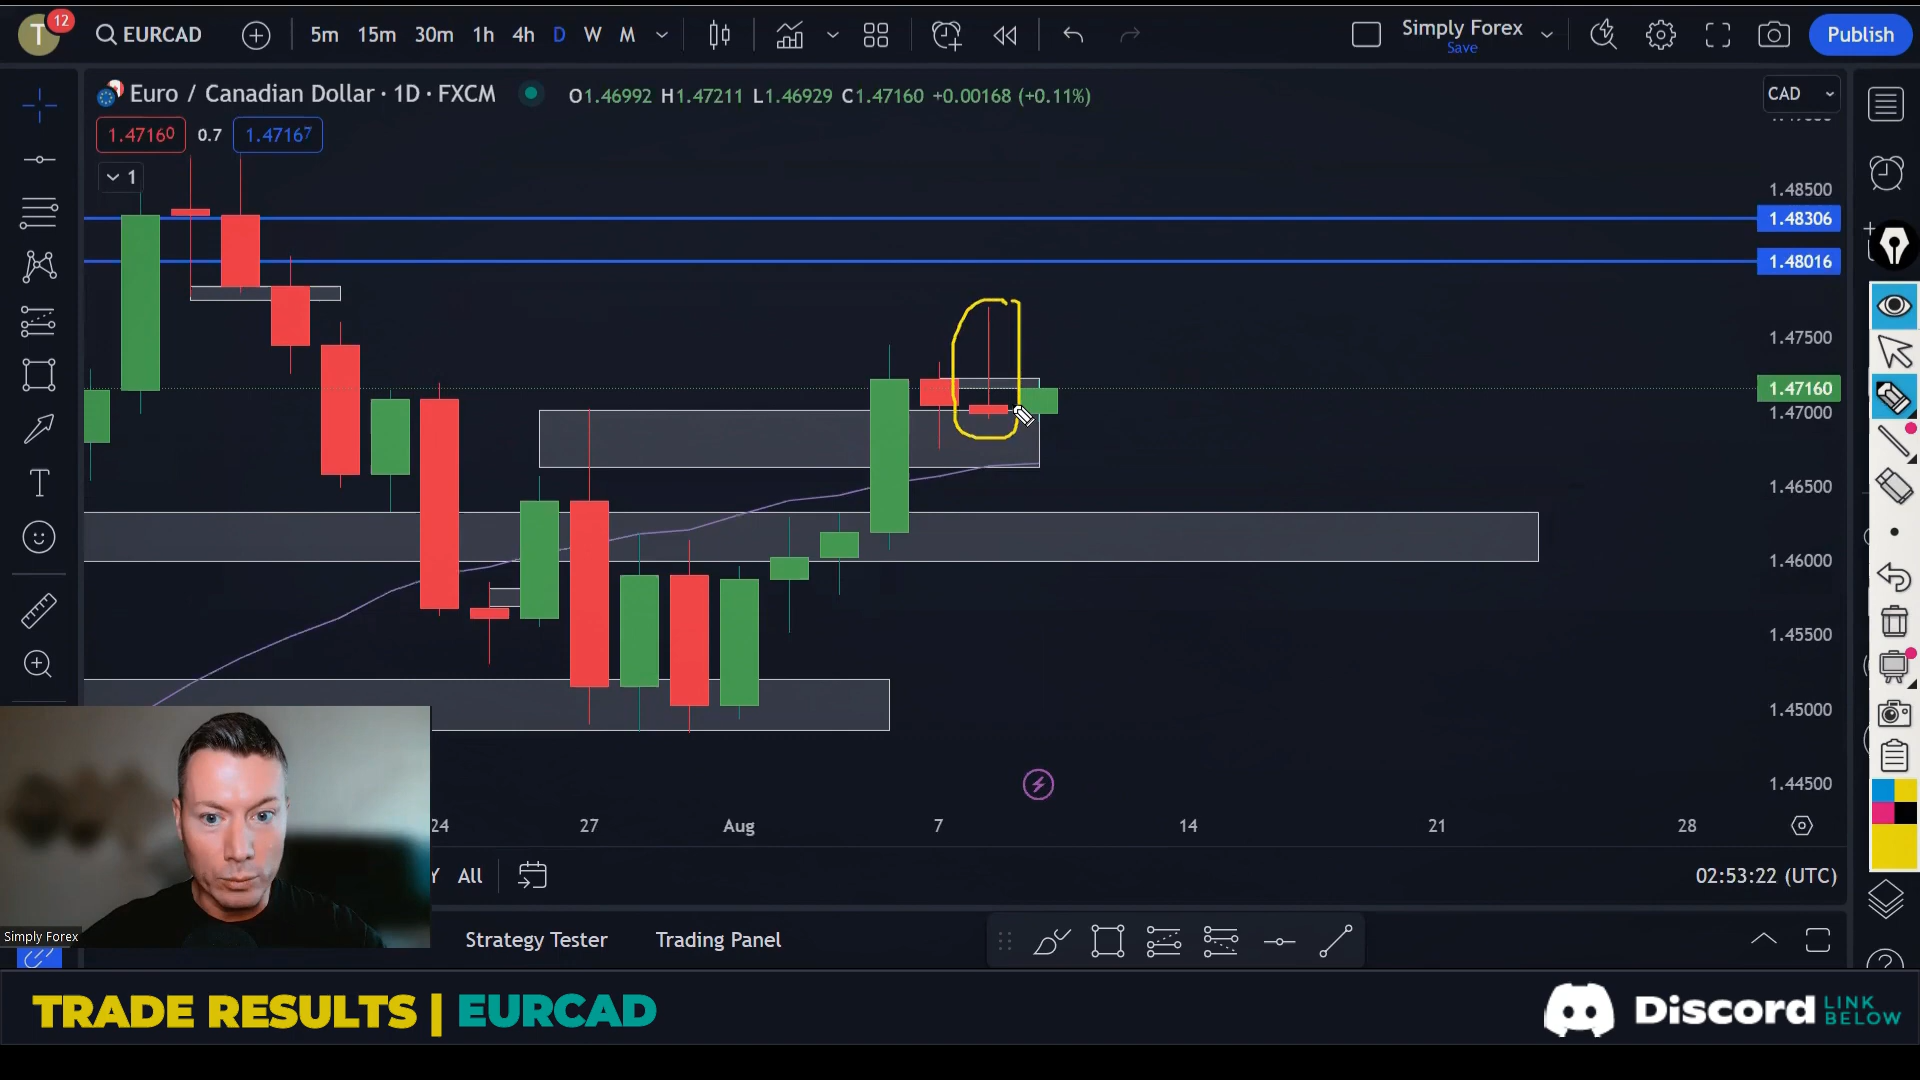 T 12 EURCAD 5m 15m 30m 1h 4h D W M Simply Forex Save Publish
Euro / Canadian Dollar · 1D · FXCM O1.46992 H1.47211 L1.46929 C1.47160 +0.00168 (+0.11%) CAD
1.47160 0.7 1.47167
1
1.48500
1.48306
1.48016
1.47500
1.47160
1.47000
1.46500
1.46000
1.45500
1.45000
1.44500
24 27 Aug 7 14 21 28
All 02:53:22 (UTC)
Simply Forex Strategy Tester Trading Panel
TRADE RESULTS | EURCAD Discord LINK BELOW